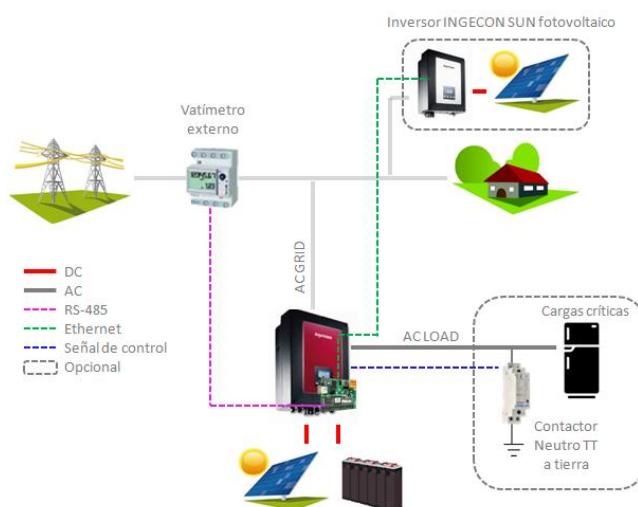 Inversor INGECON SUN fotovoltaico
Vatímetro
externo
AC GRID
DC
AC
RS-485
Ethernet
Señal de control
Opcional
AC LOAD
Cargas críticas
Contactor
Neutro TT
a tierra